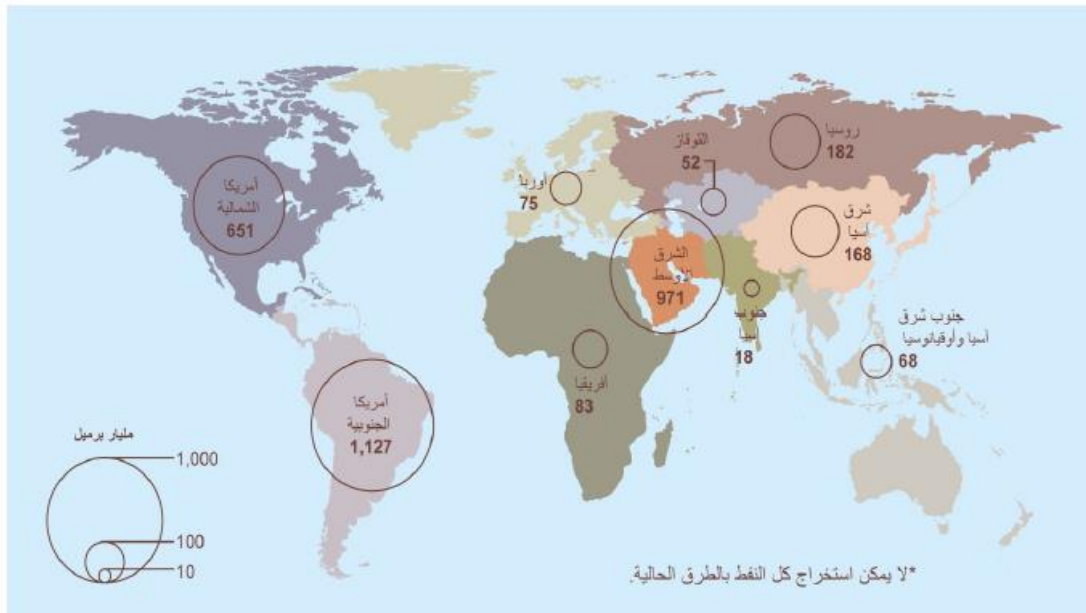 أمريكا
الشمالية
651
أوربا
75
القوقاز
52
روسيا
182
شرق
آسيا
168
الشرق
الأوسط
971
جنوب
آسيا
18
جنوب شرق
آسيا وأوقيانوسيا
68
أفريقيا
83
أمريكا
الجنوبية
1,127
مليار برميل
1,000
100
10
*لا يمكن استخراج كل النفط بالطرق الحالية.